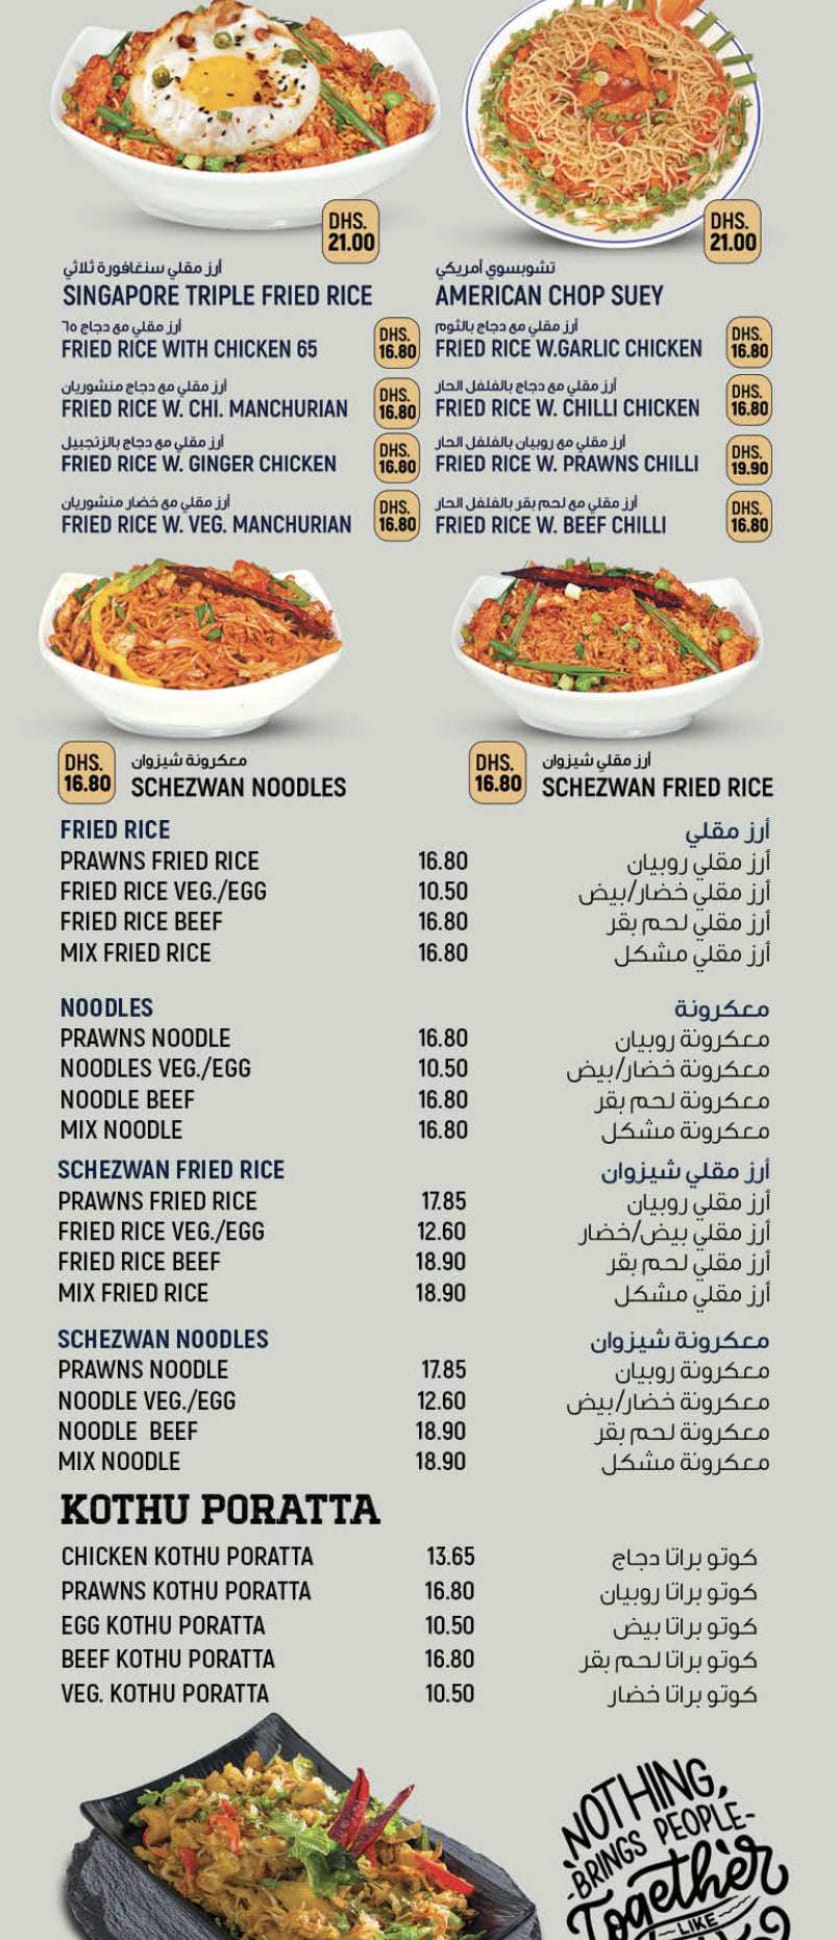 DHS.
21.00
DHS.
21.00
أرز مقلي سنغافورة ثلاثي
SINGAPORE TRIPLE FRIED RICE
تشوبسوي أمريكي
AMERICAN CHOP SUEY
أرز مقلي مع دجاج ٦٥
FRIED RICE WITH CHICKEN 65
DHS.
16.80
أرز مقلي مع دجاج بالثوم
FRIED RICE W.GARLIC CHICKEN
DHS.
16.80
أرز مقلي مع دجاج منشوريان
FRIED RICE W. CHI. MANCHURIAN
DHS.
16.80
أرز مقلي مع دجاج بالفلفل الحار
FRIED RICE W. CHILLI CHICKEN
DHS.
16.80
أرز مقلي مع دجاج بالزنجبيل
FRIED RICE W. GINGER CHICKEN
DHS.
16.80
أرز مقلي مع روبيان بالفلفل الحار
FRIED RICE W. PRAWNS CHILLI
DHS.
19.90
أرز مقلي مع خضار منشوريان
FRIED RICE W. VEG. MANCHURIAN
DHS.
16.80
أرز مقلي مع لحم بقر بالفلفل الحار
FRIED RICE W. BEEF CHILLI
DHS.
16.80
DHS.
16.80
معكرونة شيزوان
SCHEZWAN NOODLES
DHS.
16.80
أرز مقلي شيزوان
SCHEZWAN FRIED RICE
FRIED RICE أرز مقلي
PRAWNS FRIED RICE 16.80 أرز مقلي روبيان
FRIED RICE VEG./EGG 10.50 أرز مقلي خضار/بيض
FRIED RICE BEEF 16.80 أرز مقلي لحم بقر
MIX FRIED RICE 16.80 أرز مقلي مشكل
NOODLES معكرونة
PRAWNS NOODLE 16.80 معكرونة روبيان
NOODLES VEG./EGG 10.50 معكرونة خضار/بيض
NOODLE BEEF 16.80 معكرونة لحم بقر
MIX NOODLE 16.80 معكرونة مشكل
SCHEZWAN FRIED RICE أرز مقلي شيزوان
PRAWNS FRIED RICE 17.85 أرز مقلي روبيان
FRIED RICE VEG./EGG 12.60 أرز مقلي بيض/خضار
FRIED RICE BEEF 18.90 أرز مقلي لحم بقر
MIX FRIED RICE 18.90 أرز مقلي مشكل
SCHEZWAN NOODLES معكرونة شيزوان
PRAWNS NOODLE 17.85 معكرونة روبيان
NOODLE VEG./EGG 12.60 معكرونة خضار/بيض
NOODLE BEEF 18.90 معكرونة لحم بقر
MIX NOODLE 18.90 معكرونة مشكل
KOTHU PORATTA
CHICKEN KOTHU PORATTA 13.65 كوتو براتا دجاج
PRAWNS KOTHU PORATTA 16.80 كوتو براتا روبيان
EGG KOTHU PORATTA 10.50 كوتو براتا بيض
BEEF KOTHU PORATTA 16.80 كوتو براتا لحم بقر
VEG. KOTHU PORATTA 10.50 كوتو براتا خضار
NOTHING,
BRINGS PEOPLE
Together
LIKE